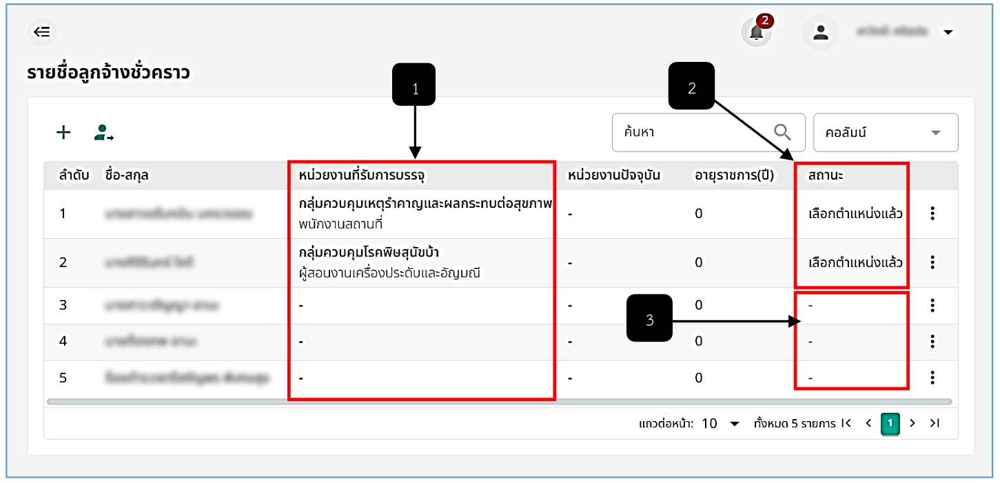 2
รายชื่อลูกจ้างชั่วคราว
1
2
ค้นหา
คอลัมน์
ลำดับ ชื่อ-สกุล หน่วยงานที่รับการบรรจุ หน่วยงานปัจจุบัน อายุราชการ(ปี) สถานะ
1 กลุ่มควบคุมเหตุรำคาญและผลกระทบต่อสุขภาพ - 0 เลือกตำแหน่งแล้ว
พนักงานสถานที่
2 กลุ่มควบคุมโรคพิษสุนัขบ้า - 0 เลือกตำแหน่งแล้ว
ผู้สอนงานเครื่องประดับและอัญมณี
3 - - 0 -
3
4 - - 0 -
5 - - 0 -
แถวต่อหน้า: 10 ทั้งหมด 5 รายการ 1